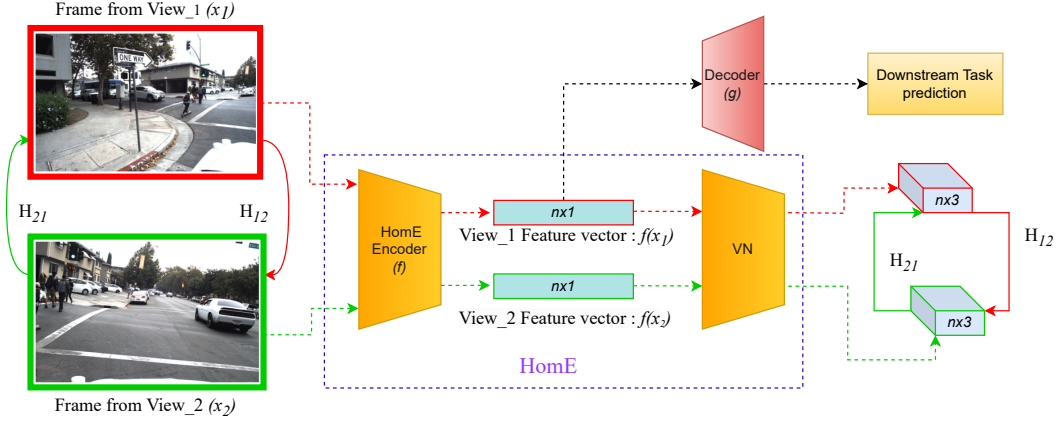 Frame from View_1 (x1)
ONE WAY
H21
H12
Frame from View_2 (x2)
HomE
Encoder
(f)
nx1
View_1 Feature vector : f(x1)
nx1
View_2 Feature vector : f(x2)
HomE
VN
Decoder
(g)
Downstream Task
prediction
nx3
H21
H12
nx3